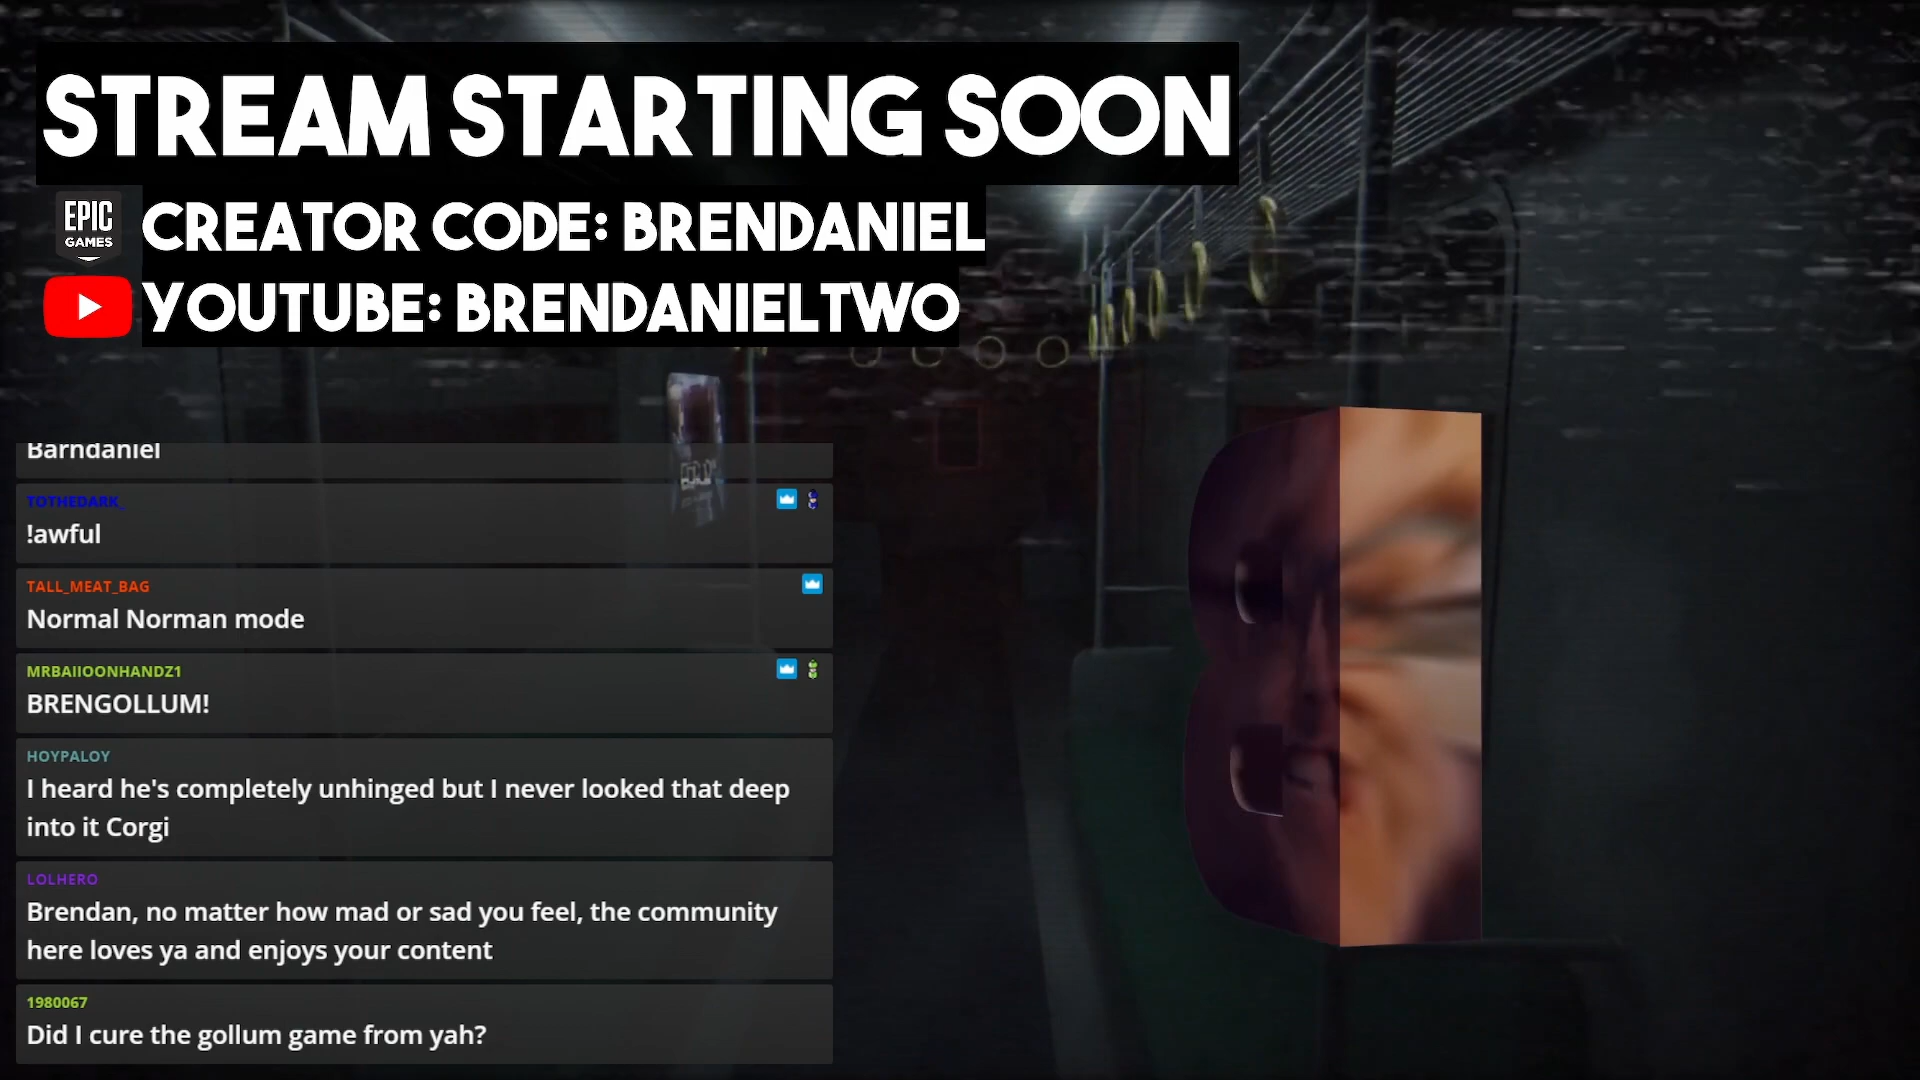 STREAM STARTING SOON
EPIC
GAMES
CREATOR CODE: BRENDANIEL
YOUTUBE: BRENDANIELTWO
Barndaniel
TOTHEDARK_
!awful
TALL_MEAT_BAG
Normal Norman mode
MRBAIIOONHANDZ1
BRENGOLLUM!
HOYPALOY
I heard he's completely unhinged but I never looked that deep
into it Corgi
LOLHERO
Brendan, no matter how mad or sad you feel, the community
here loves ya and enjoys your content
1980067
Did I cure the gollum game from yah?